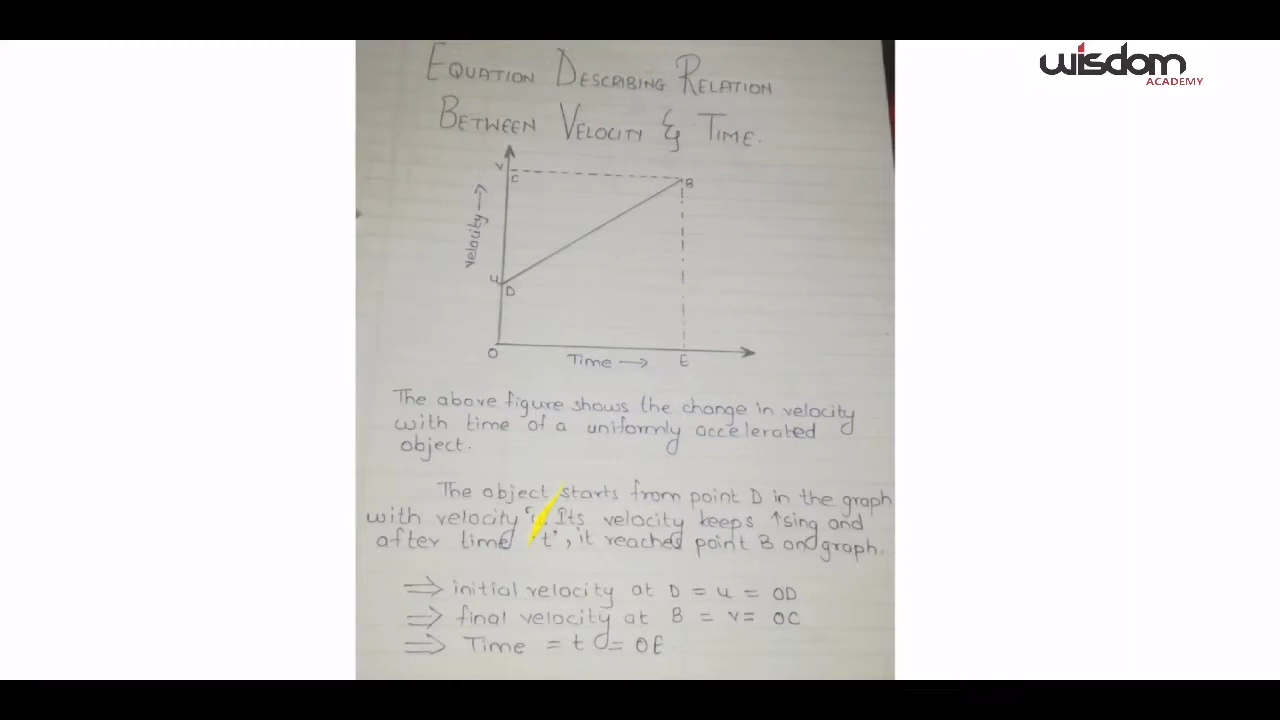 wisdom
ACADEMY
EQUATION DESCRIBING RELATION
BETWEEN VELOCITY & TIME.
V
C
B
velocity →
u
D
O
Time →
E
The above figure shows the change in velocity
with time of a uniformly accelerated
object.
The object starts from point D in the graph
with velocity Its velocity keeps ↑sing and
after time 't', it reached point B on graph.
⇒ initial velocity at D = u = OD
⇒ final velocity at B = v = OC
⇒ Time = t = OE